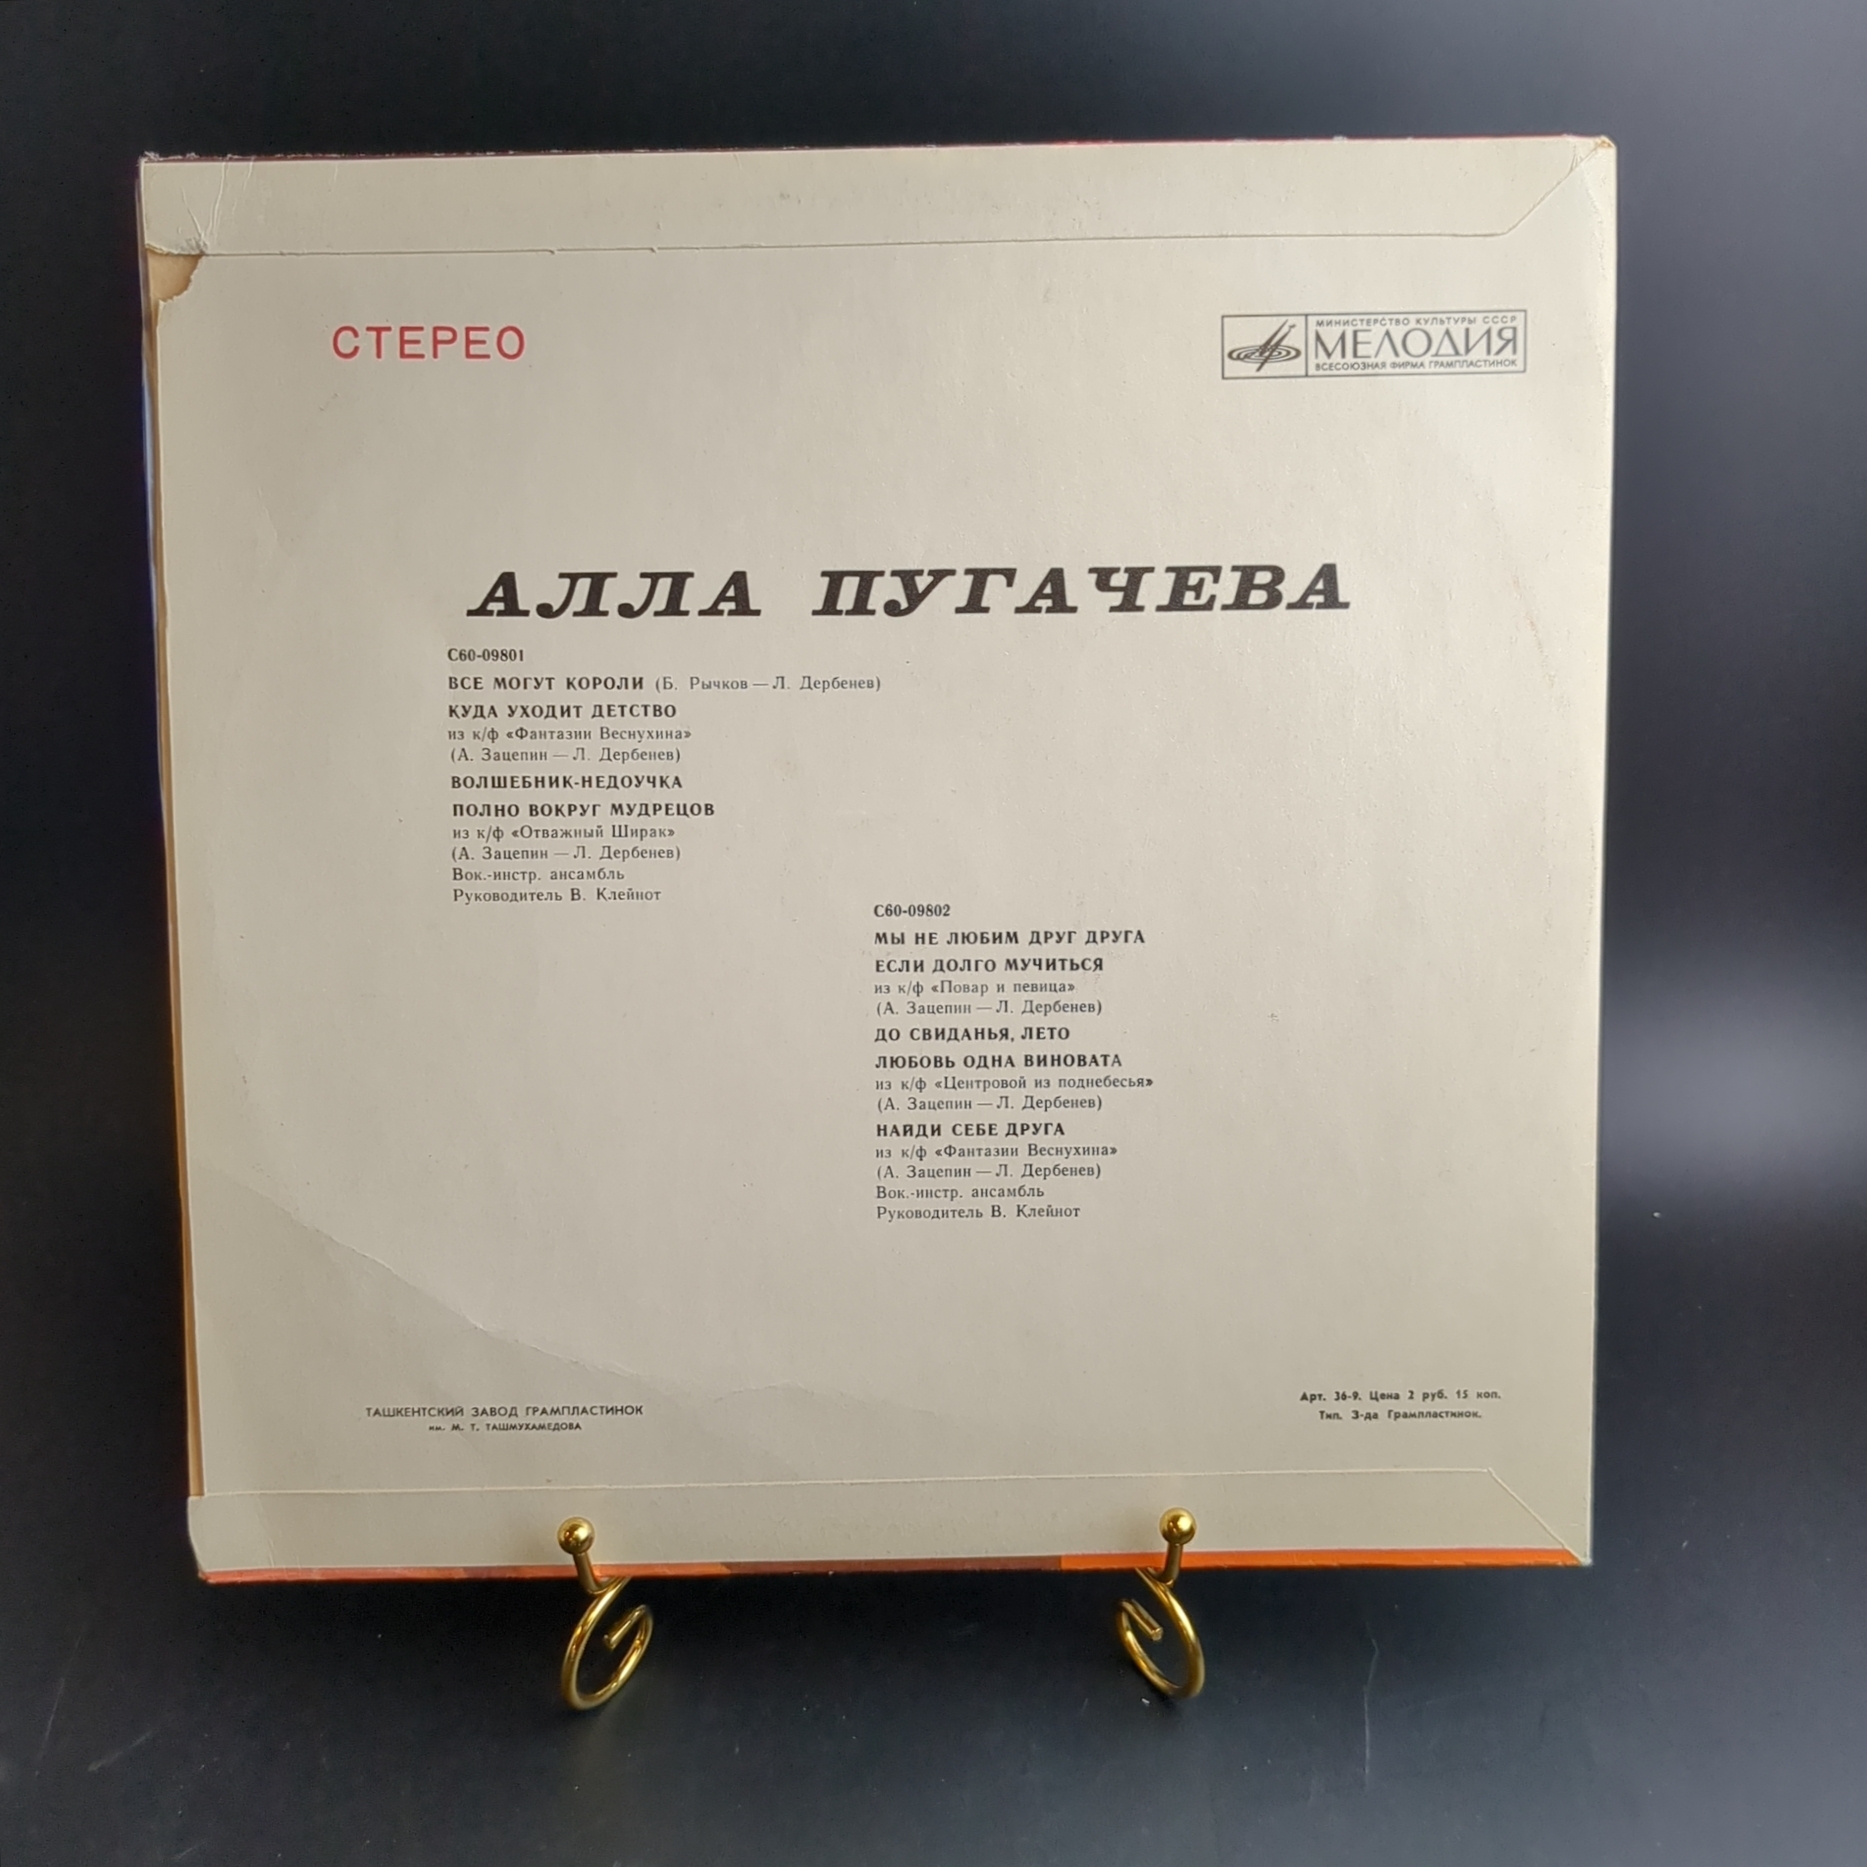 СТЕРЕО
МИНИСТЕРСТВО КУЛЬТУРЫ СССР
МЕЛОДИЯ
ВСЕСОЮЗНАЯ ФИРМА ГРАМПЛАСТИНОК
АЛЛА ПУГАЧЕВА
С60-09801
ВСЕ МОГУТ КОРОЛИ (Б. Рычков — Л. Дербенев)
КУДА УХОДИТ ДЕТСТВО
из к/ф «Фантазии Веснухина»
(А. Зацепин — Л. Дербенев)
ВОЛШЕБНИК-НЕДОУЧКА
ПОЛНО ВОКРУГ МУДРЕЦОВ
из к/ф «Отважный Ширак»
(А. Зацепин — Л. Дербенев)
Вок.-инстр. ансамбль
Руководитель В. Клейнот
С60-09802
МЫ НЕ ЛЮБИМ ДРУГ ДРУГА
ЕСЛИ ДОЛГО МУЧИТЬСЯ
из к/ф «Повар и певица»
(А. Зацепин — Л. Дербенев)
ДО СВИДАНЬЯ, ЛЕТО
ЛЮБОВЬ ОДНА ВИНОВАТА
из к/ф «Центровой из поднебесья»
(А. Зацепин — Л. Дербенев)
НАЙДИ СЕБЕ ДРУГА
из к/ф «Фантазии Веснухина»
(А. Зацепин — Л. Дербенев)
Вок.-инстр. ансамбль
Руководитель В. Клейнот
ТАШКЕНТСКИЙ ЗАВОД ГРАМПЛАСТИНОК
им. М. Т. ТАШМУХАМЕДОВА
Арт. 36-9. Цена 2 руб. 15 коп.
Тип. З-да Грампластинок.